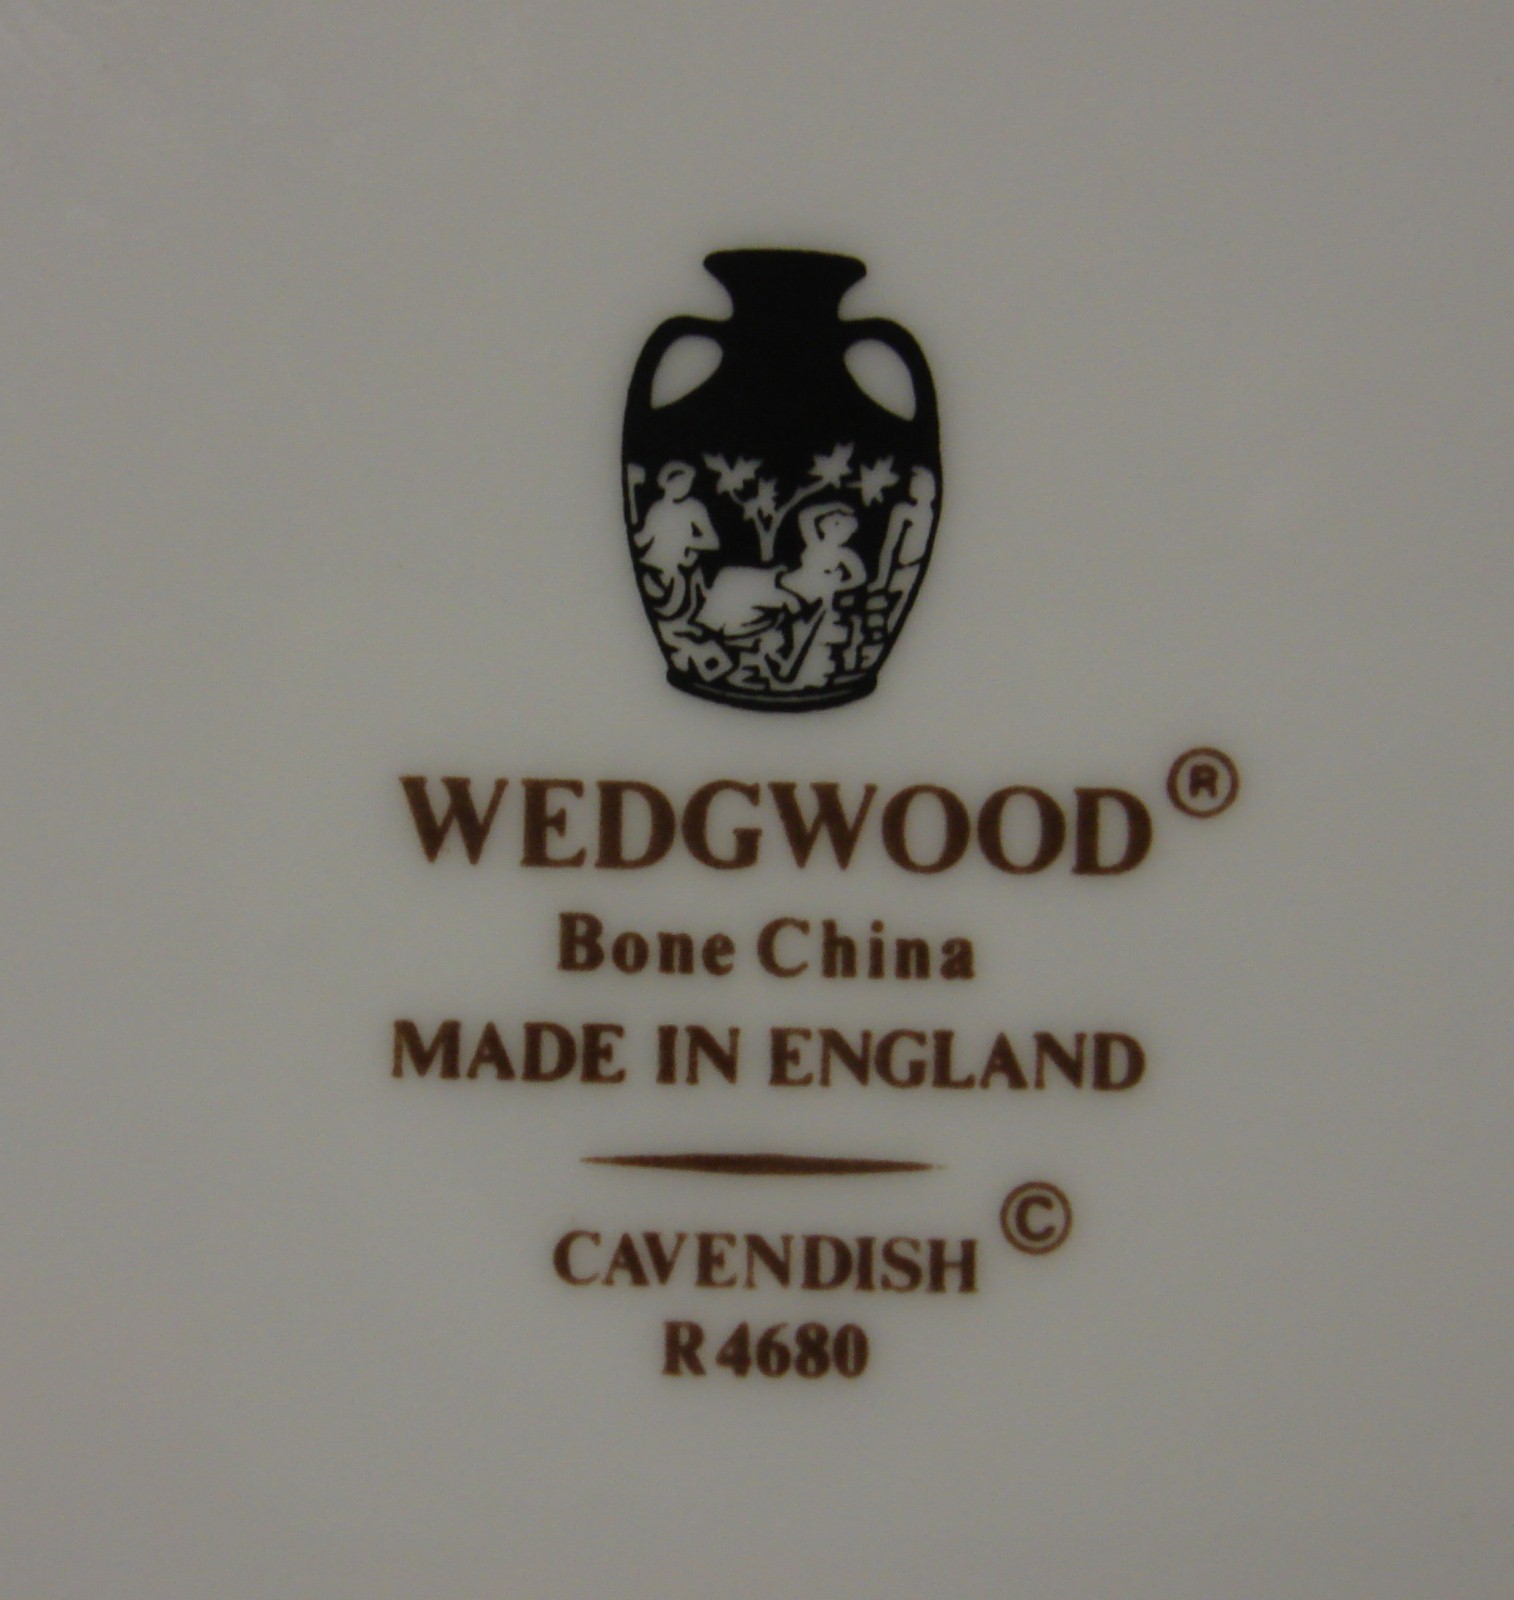 WEDGWOOD®
Bone China
MADE IN ENGLAND
CAVENDISH©
R4680